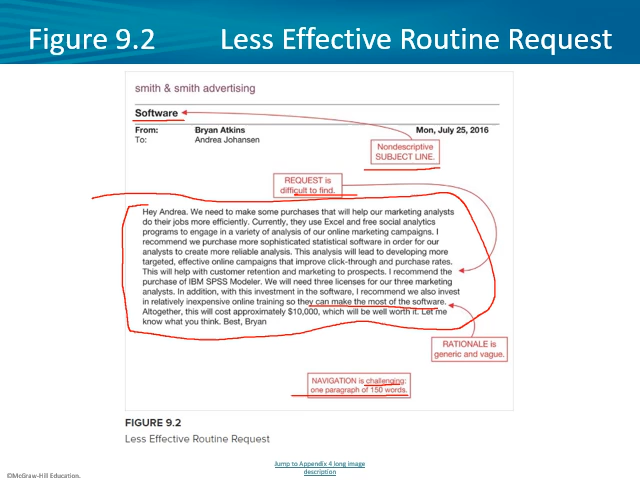 Figure 9.2 Less Effective Routine Request
smith & smith advertising
Software
From: Bryan Atkins Mon, July 25, 2016
To: Andrea Johansen
Nondescriptive
SUBJECT LINE.
REQUEST is
difficult to find.
Hey Andrea. We need to make some purchases that will help our marketing analysts
do their jobs more efficiently. Currently, they use Excel and free social analytics
programs to engage in a variety of analysis of our online marketing campaigns. I
recommend we purchase more sophisticated statistical software in order for our
analysts to create more reliable analysis. This analysis will lead to developing more
targeted, effective online campaigns that improve click-through and purchase rates.
This will help with customer retention and marketing to prospects. I recommend the
purchase of IBM SPSS Modeler. We will need three licenses for our three marketing
analysts. In addition, with this investment in the software, I recommend we also invest
in relatively inexpensive online training so they can make the most of the software.
Altogether, this will cost approximately $10,000, which will be well worth it. Let me
know what you think. Best, Bryan
RATIONALE is
generic and vague.
NAVIGATION is challenging:
one paragraph of 150 words.
FIGURE 9.2
Less Effective Routine Request
Jump to Appendix 4 long image
description
©McGraw-Hill Education.